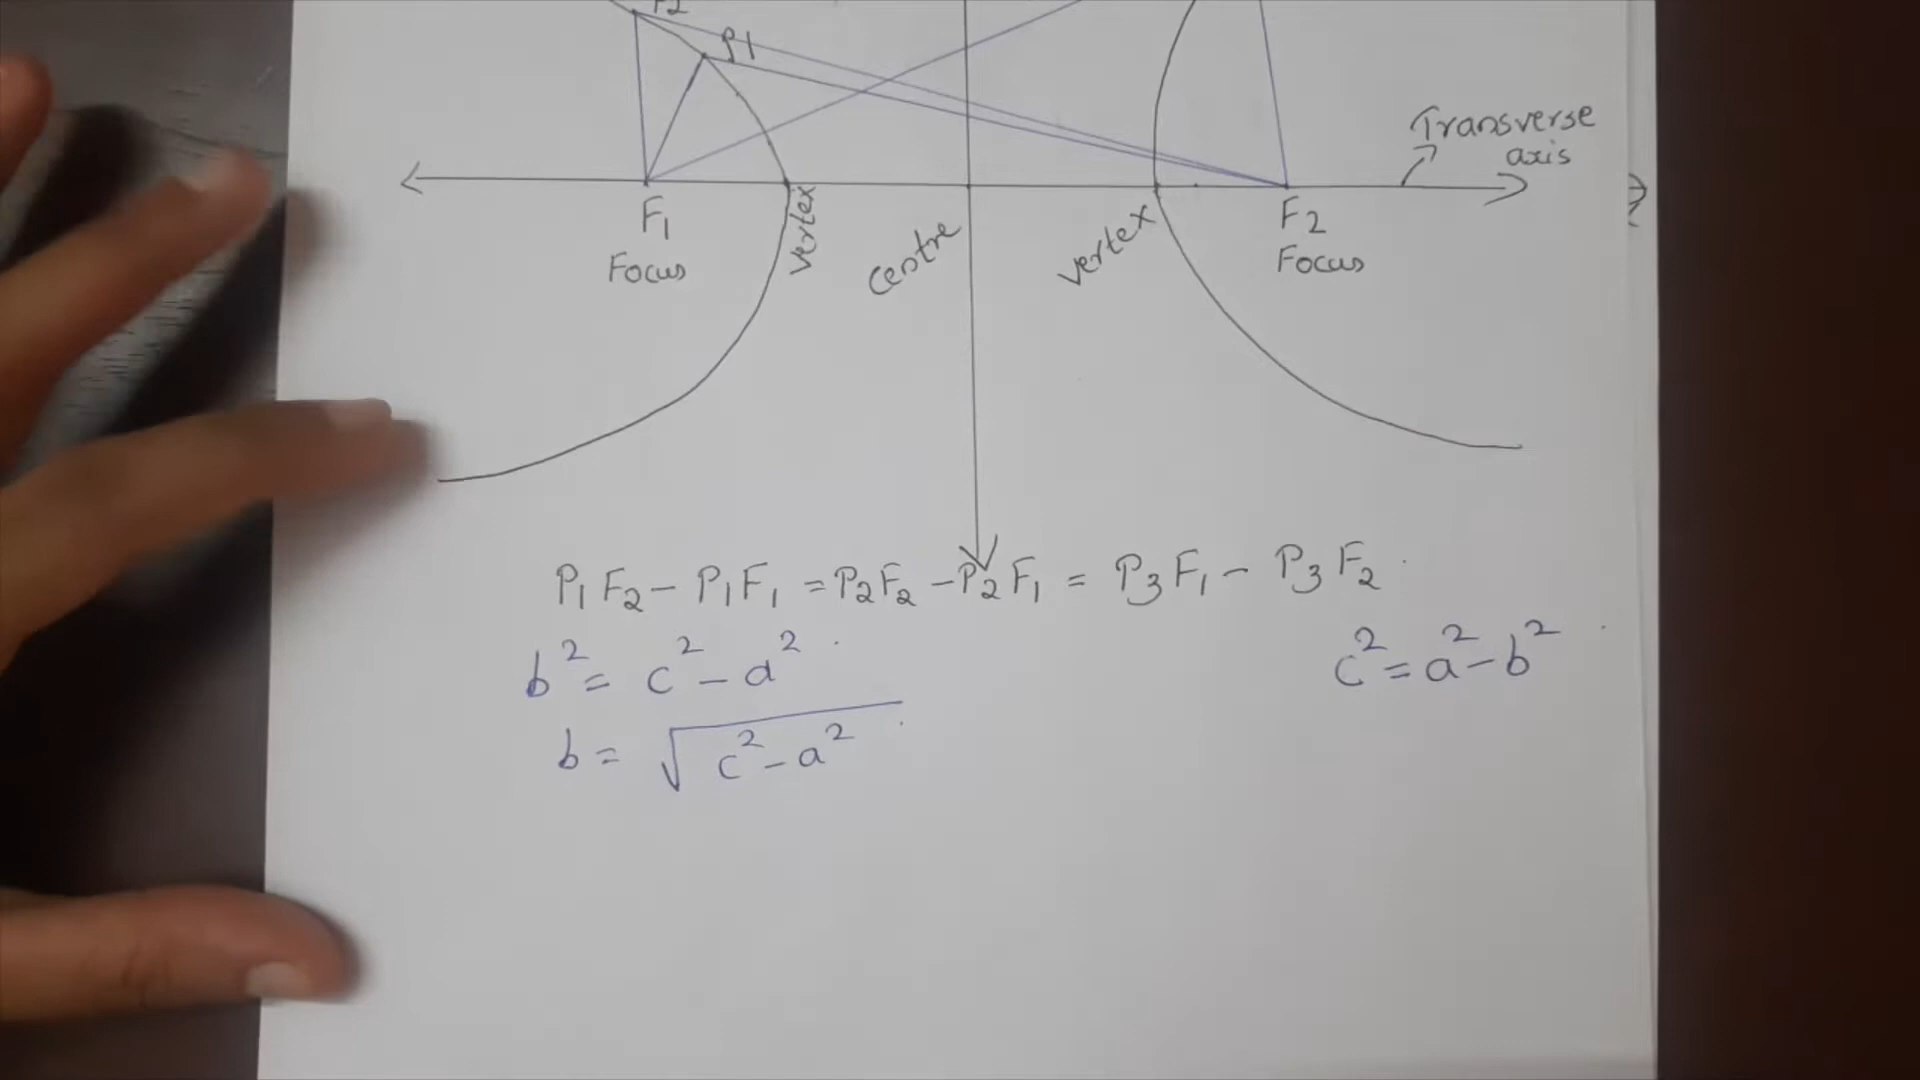 P2
P1
Transverse
axis
F1
Focus
vertex
Centre
vertex
F2
Focus
P1F2 - P1F1 = P2F2 - P2F1 = P3F1 - P3F2
b² = c² - a²
c² = a² - b²
b = √c² - a²